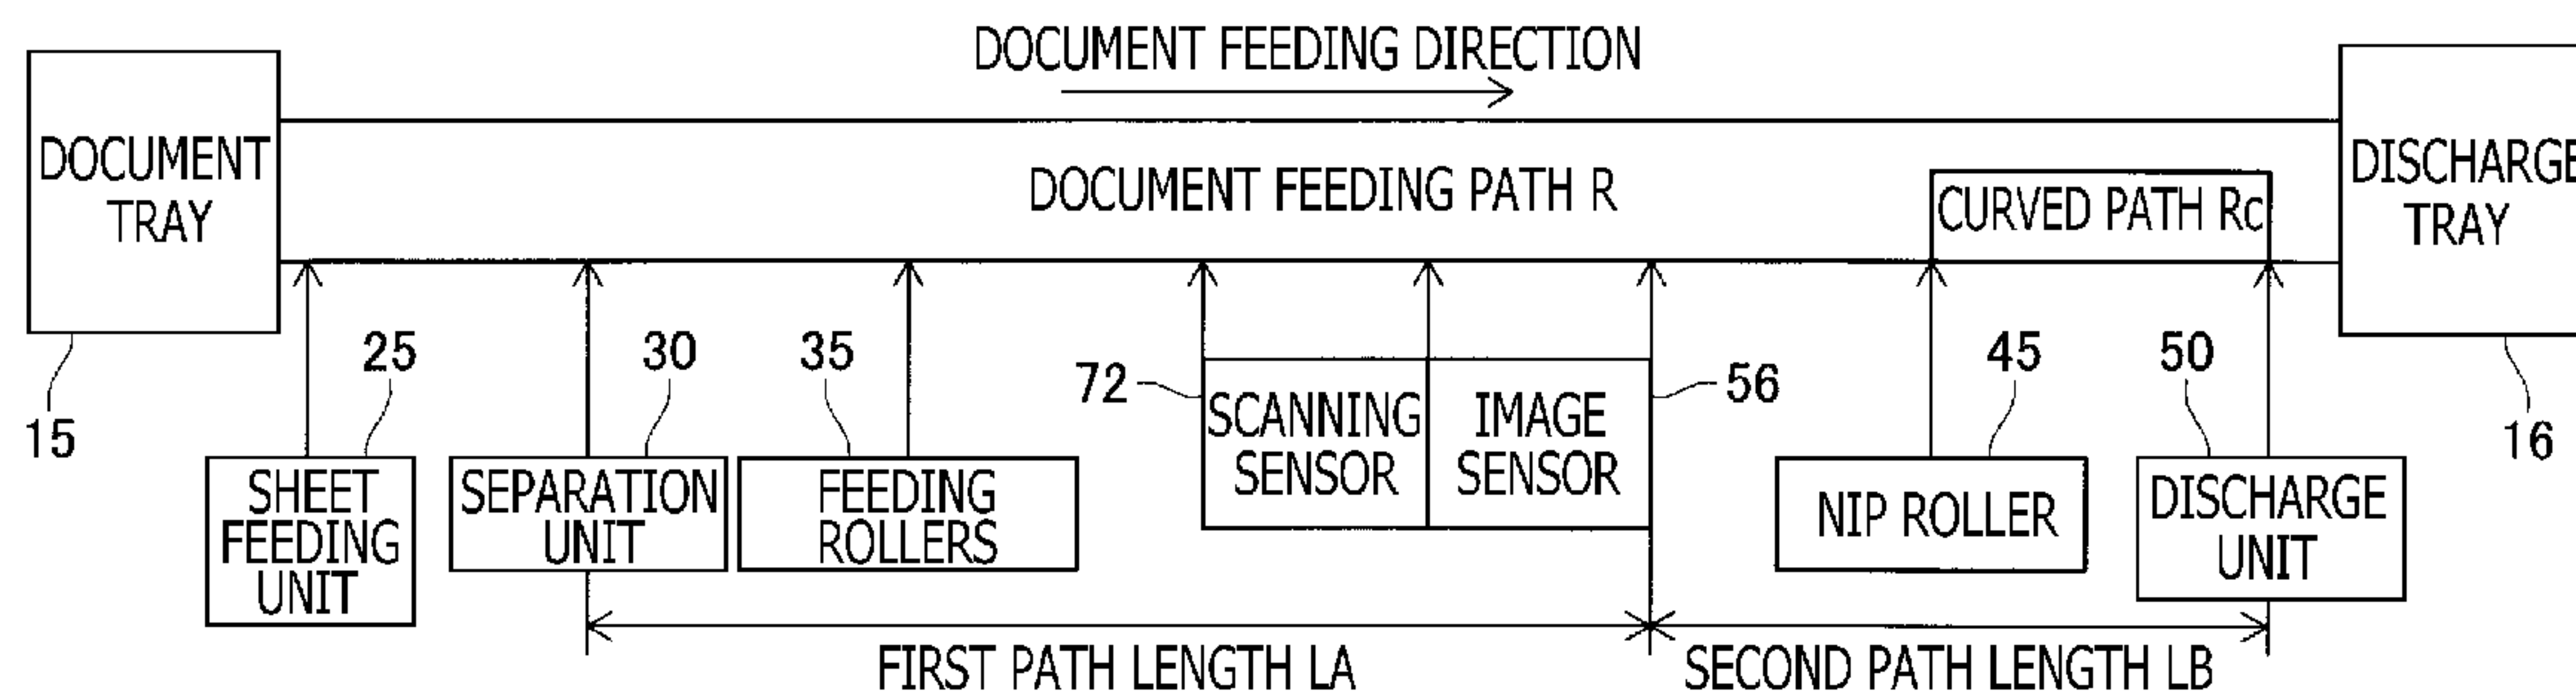 DOCUMENT FEEDING DIRECTION
DOCUMENT
TRAY
DOCUMENT FEEDING PATH R
CURVED PATH Rc
DISCHARGE
TRAY
15
25
30
35
72
56
45
50
16
SHEET
FEEDING
UNIT
SEPARATION
UNIT
FEEDING
ROLLERS
SCANNING
SENSOR
IMAGE
SENSOR
NIP ROLLER
DISCHARGE
UNIT
FIRST PATH LENGTH LA
SECOND PATH LENGTH LB